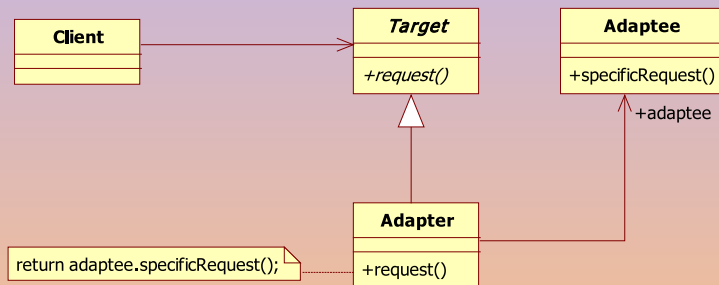 Client
Target
+request()
Adaptee
+specificRequest()
+adaptee
Adapter
+request()
return adaptee.specificRequest();